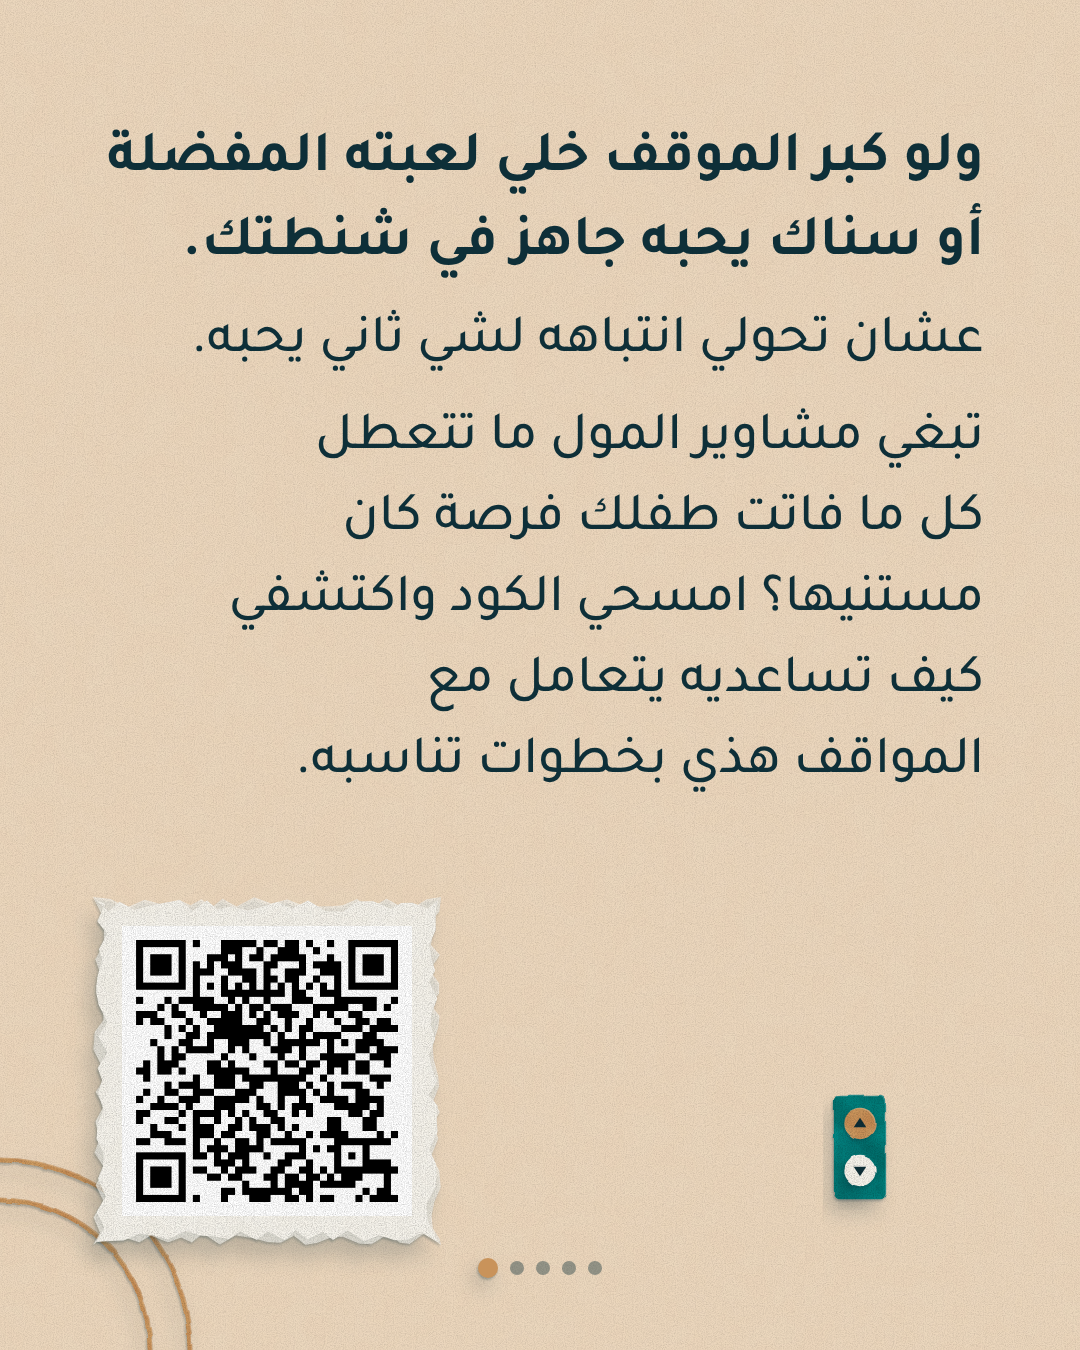 ولو كبر الموقف خلي لعبته المفضلة
أو سناك يحبه جاهز في شنطتك.
عشان تحولي انتباهه لشي ثاني يحبه.
تبغي مشاوير المول ما تتعطل
كل ما فاتت طفلك فرصة كان
مستنيها؟ امسحي الكود واكتشفي
كيف تساعديه يتعامل مع
المواقف هذي بخطوات تناسبه.